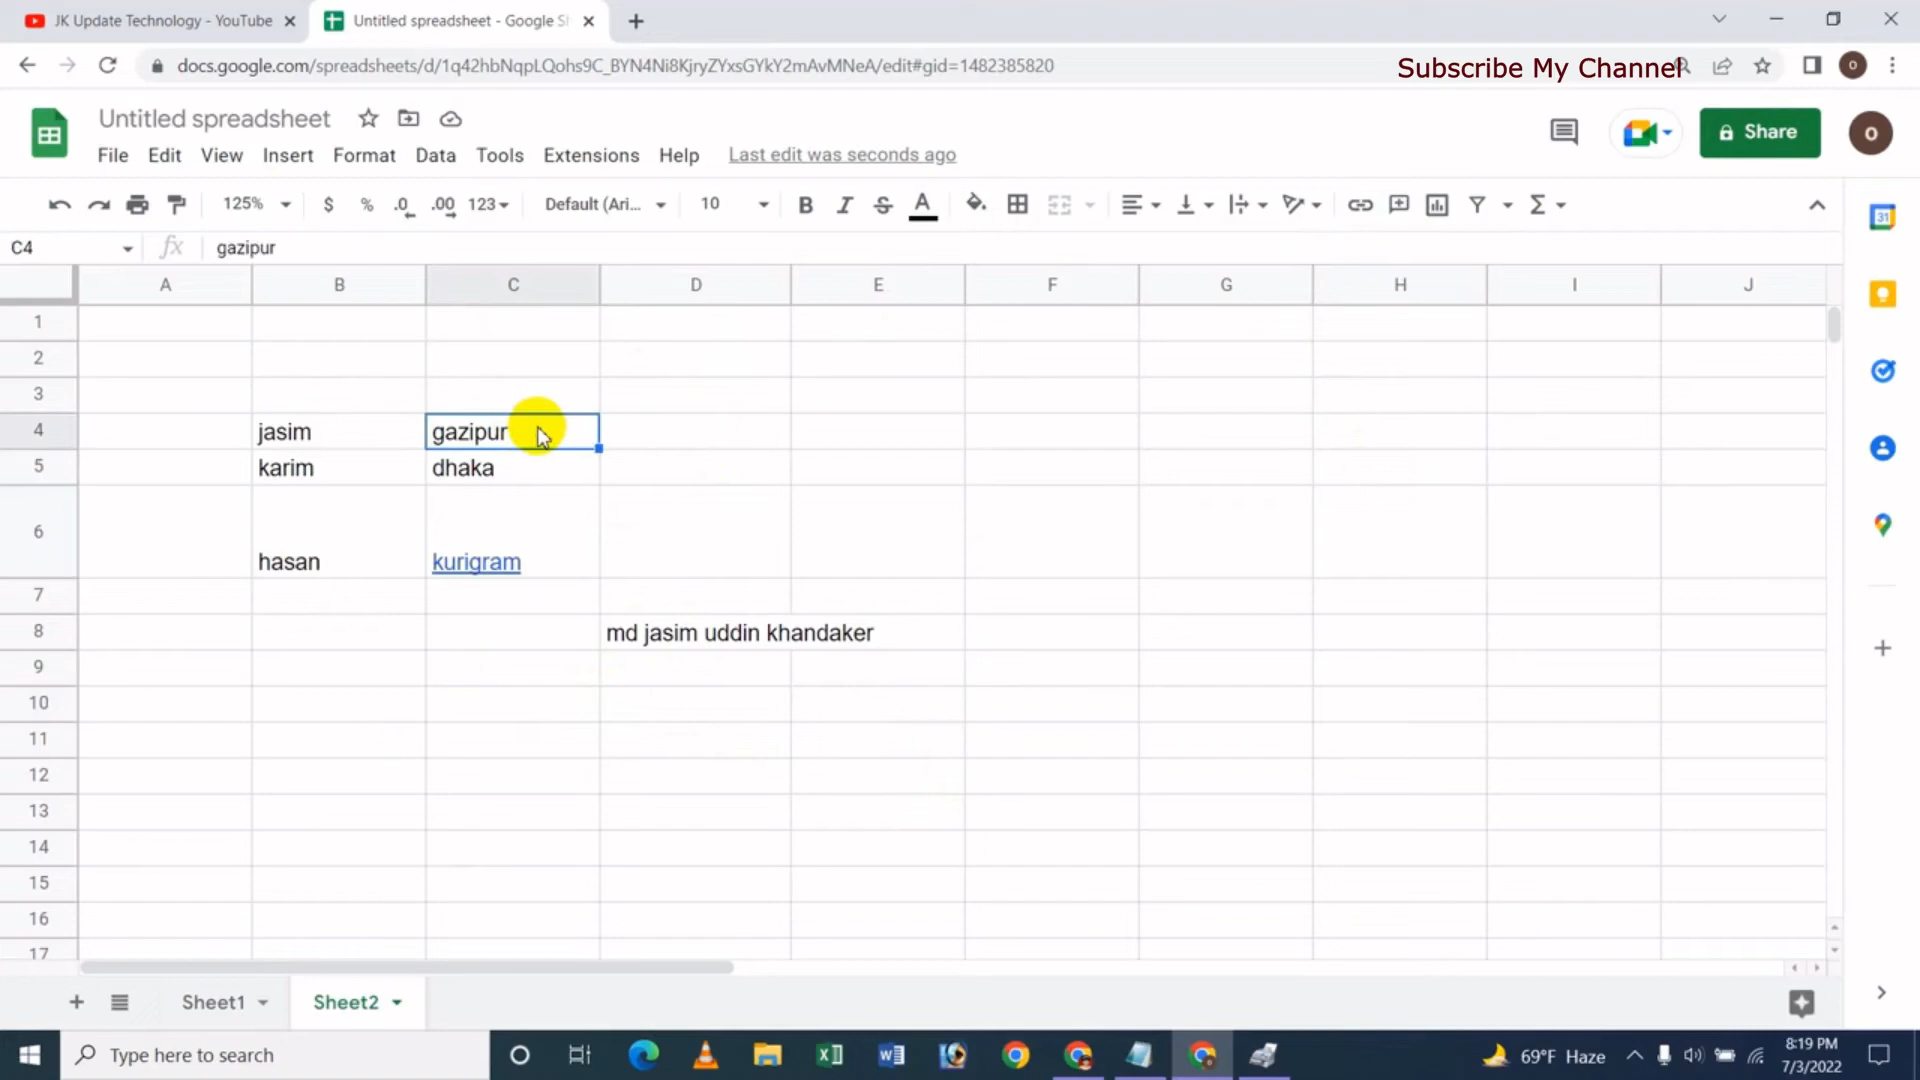 JK Update Technology - YouTube
Untitled spreadsheet - Google Sh
docs.google.com/spreadsheets/d/1q42hbNqpLQohs9C_BYN4Ni8KjryZYxsGYkY2mAvMNeA/edit#gid=1482385820
Subscribe My Channel
O
Untitled spreadsheet
Share
O
File Edit View Insert Format Data Tools Extensions Help Last edit was seconds ago
125% $ % .0 .00 123 Default (Ari... 10 B I S A Σ
31
C4 fx gazipur
A B C D E F G H I J
1
2
3
4 jasim gazipur
5 karim dhaka
6 hasan kurigram
7
8 md jasim uddin khandaker
9
10
11
12
13
14
15
16
17
Sheet1 Sheet2
Type here to search
69°F Haze
8:19 PM
7/3/2022